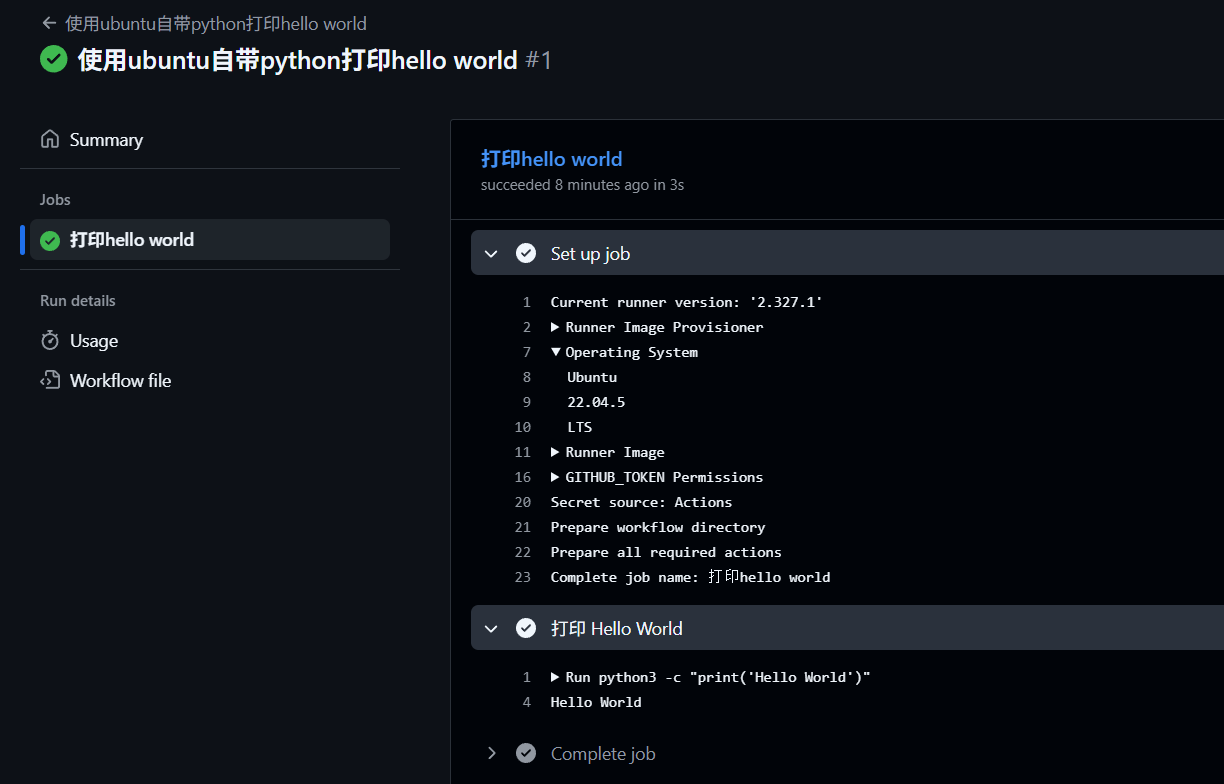 使用ubuntu自带python打印hello world
使用ubuntu自带python打印hello world #1
Summary
Jobs
打印hello world
Run details
Usage
Workflow file
打印hello world
succeeded 8 minutes ago in 3s
Set up job
1 Current runner version: '2.327.1'
2 ▶ Runner Image Provisioner
7 ▼ Operating System
8 Ubuntu
9 22.04.5
10 LTS
11 ▶ Runner Image
16 ▶ GITHUB_TOKEN Permissions
20 Secret source: Actions
21 Prepare workflow directory
22 Prepare all required actions
23 Complete job name: 打印hello world
打印 Hello World
1 ▶ Run python3 -c "print('Hello World')"
4 Hello World
Complete job